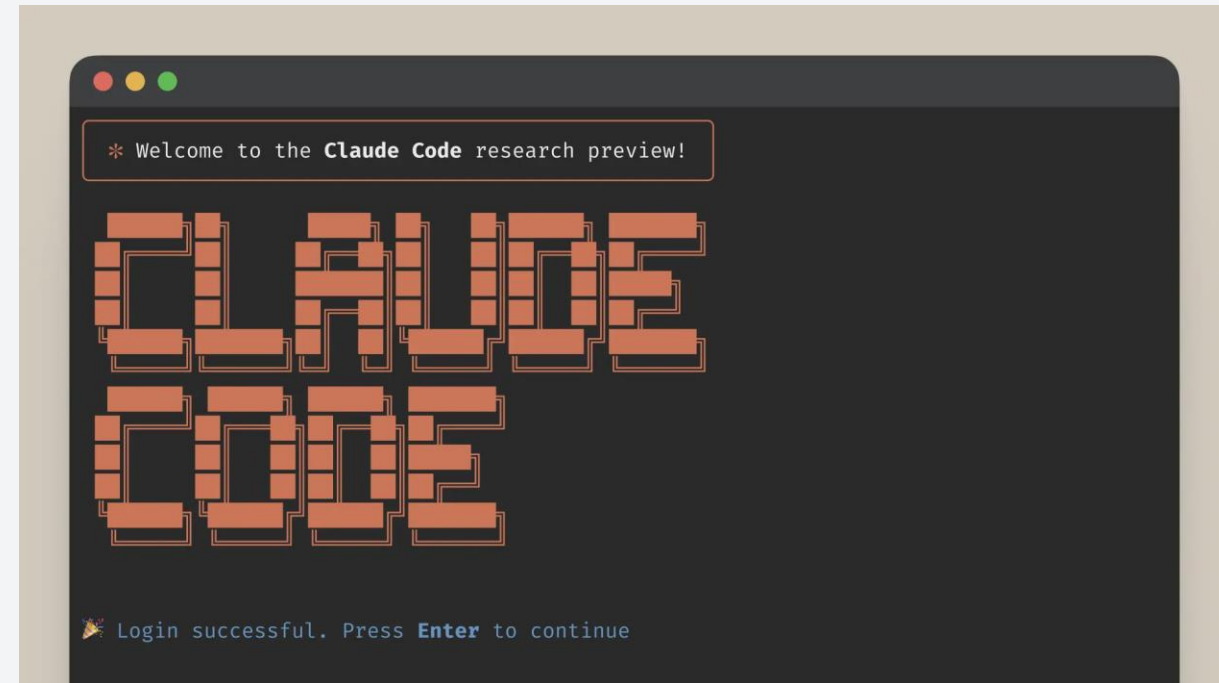 ✻ Welcome to the Claude Code research preview!
CLAUDE
CODE
🎉 Login successful. Press Enter to continue